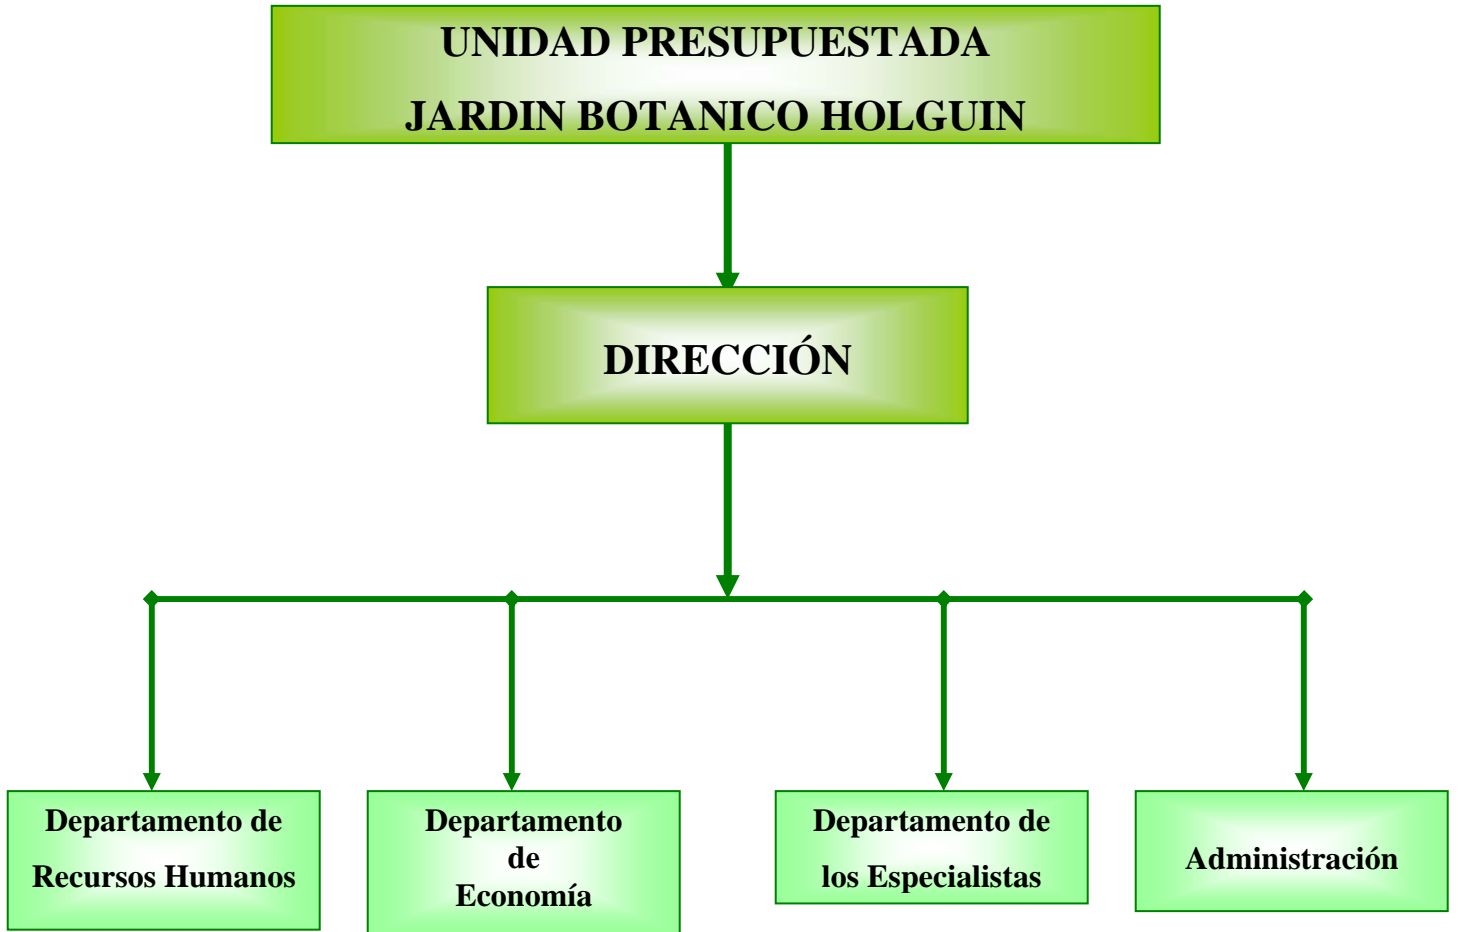 UNIDAD PRESUPUESTADA
JARDIN BOTANICO HOLGUIN
DIRECCIÓN
Departamento de
Recursos Humanos
Departamento
de
Economía
Departamento de
los Especialistas
Administración